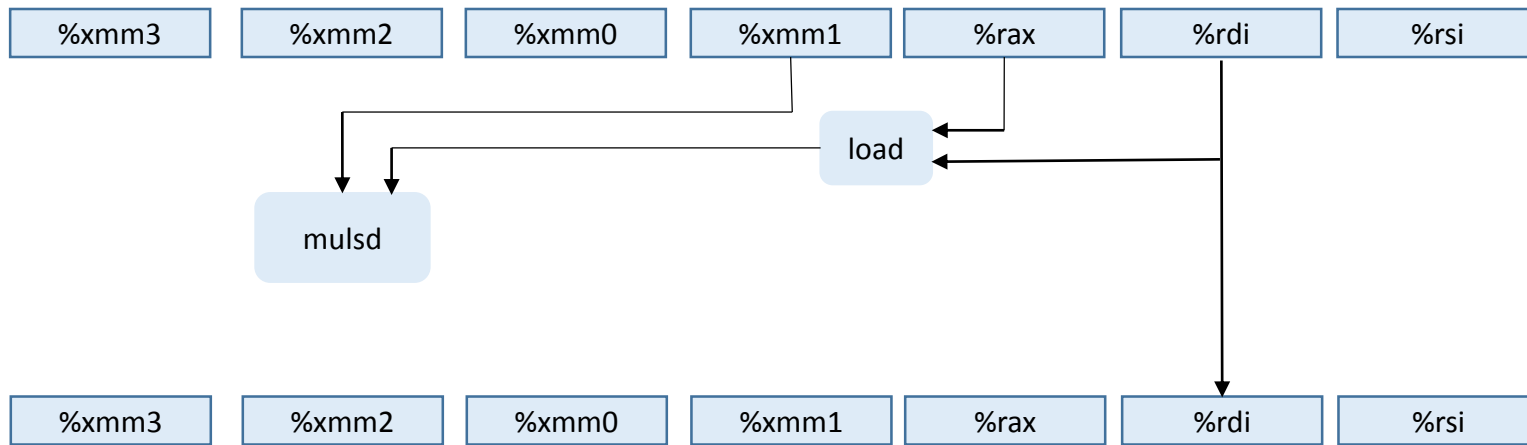 %xmm3 %xmm2 %xmm0 %xmm1 %rax %rdi %rsi
load
mulsd
%xmm3 %xmm2 %xmm0 %xmm1 %rax %rdi %rsi